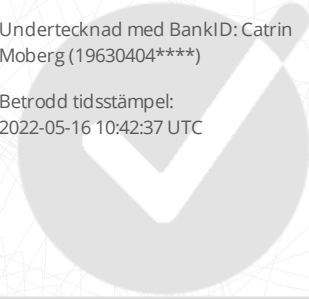 Undertecknad med BankID: Catrin
Moberg (19630404****)
Betrodd tidsstämpel:
2022-05-16 10:42:37 UTC